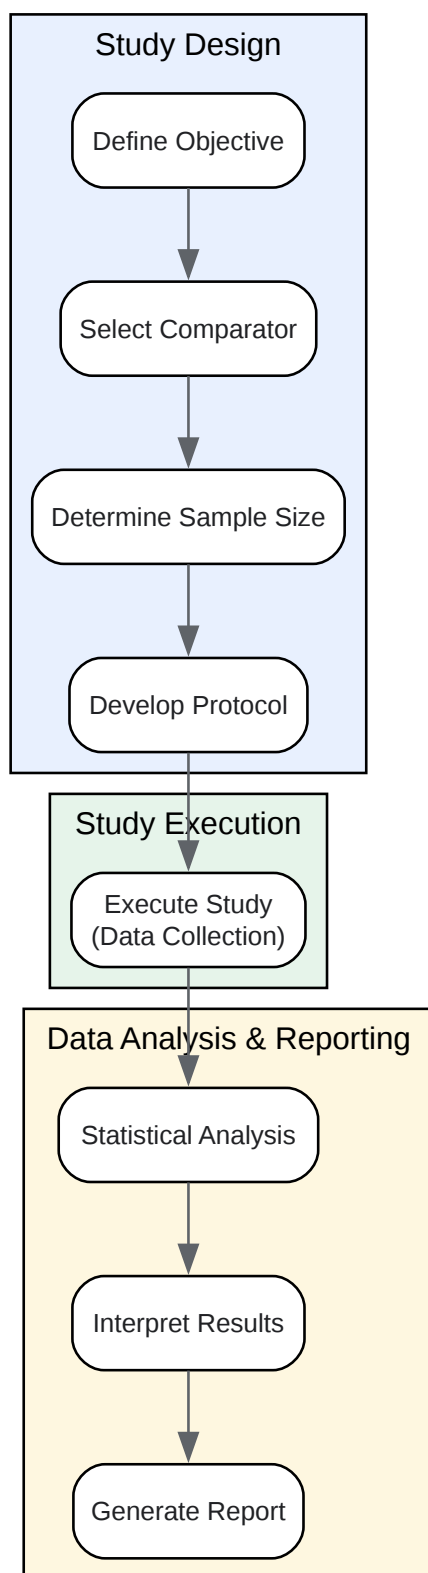 Study Design
Define Objective
Select Comparator
Determine Sample Size
Develop Protocol
Study Execution
Execute Study
(Data Collection)
Data Analysis & Reporting
Statistical Analysis
Interpret Results
Generate Report